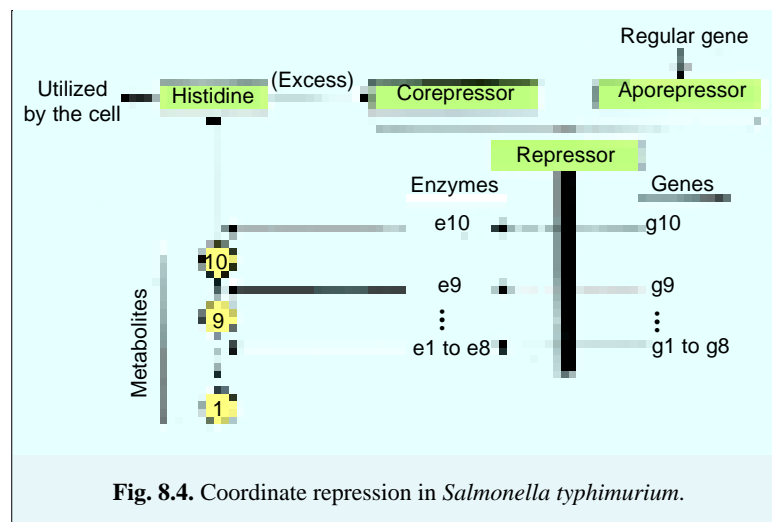 Regular gene
(Excess)
Utilized
by the cell
Histidine
Corepressor
Aporepressor
Repressor
Enzymes
Genes
e10
g10
10
e9
g9
9
e1 to e8
g1 to g8
1
Metabolites
Fig. 8.4. Coordinate repression in Salmonella typhimurium.